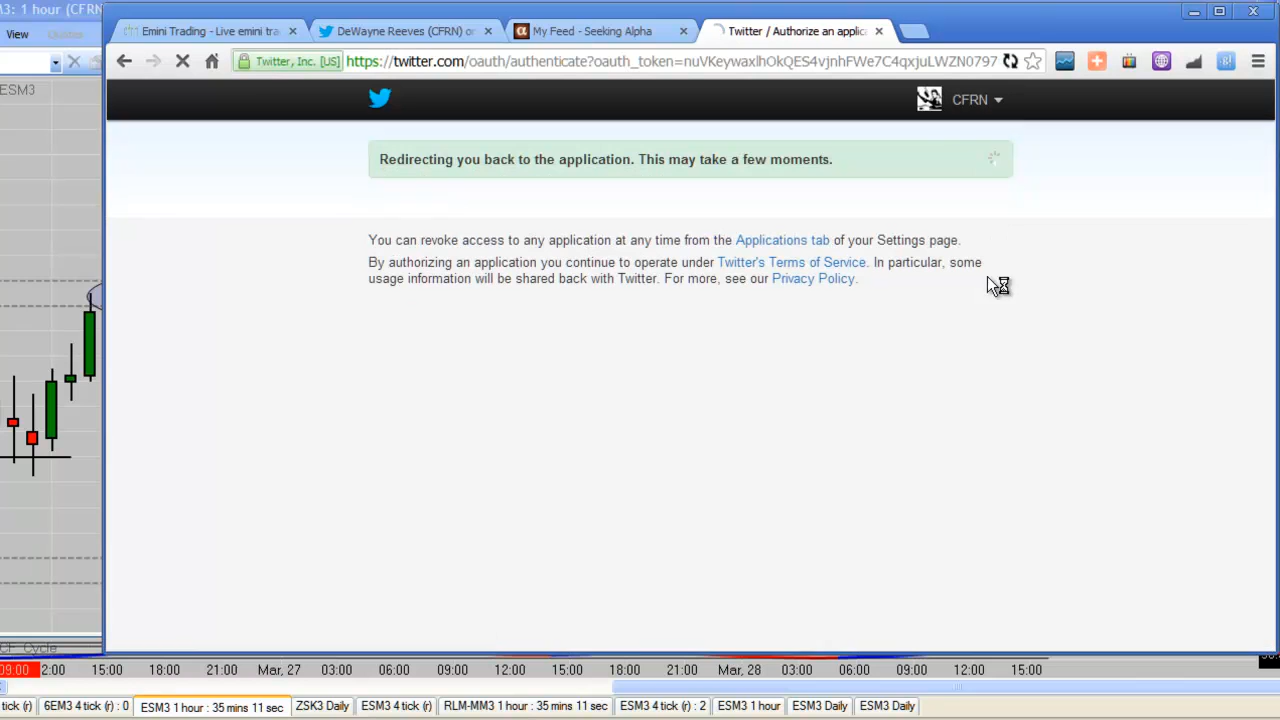 M3: 1 hour (CFRN
View Quotes
ESM3
Emini Trading - Live emini tra
DeWayne Reeves (CFRN) or
My Feed - Seeking Alpha
Twitter / Authorize an applic
Twitter, Inc. [US] https://twitter.com/oauth/authenticate?oauth_token=nuVKeywaxlhOkQES4vjnhFWe7C4qxjuLWZN0797
CFRN
Redirecting you back to the application. This may take a few moments.
You can revoke access to any application at any time from the Applications tab of your Settings page.
By authorizing an application you continue to operate under Twitter's Terms of Service. In particular, some
usage information will be shared back with Twitter. For more, see our Privacy Policy.
CF Cycle
09:00 2:00 15:00 18:00 21:00 Mar, 27 03:00 06:00 09:00 12:00 15:00 18:00 21:00 Mar, 28 03:00 06:00 09:00 12:00 15:00
tick (r) 6EM3 4 tick (r) : 0 ESM3 1 hour : 35 mins 11 sec ZSK3 Daily ESM3 4 tick (r) RLM-MM3 1 hour : 35 mins 11 sec ESM3 4 tick (r) : 2 ESM3 1 hour ESM3 Daily ESM3 Daily